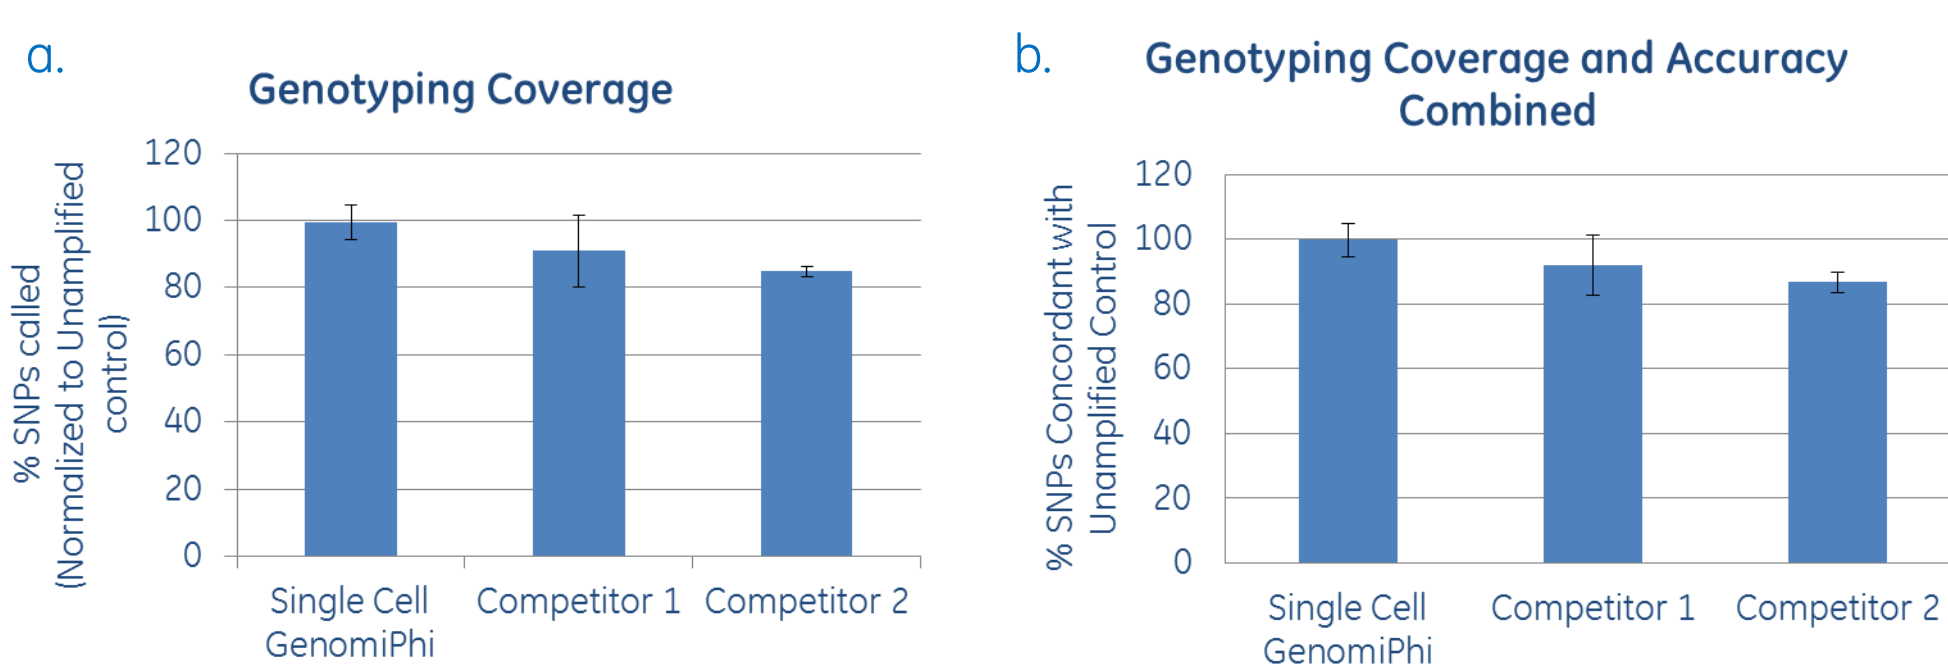 a.
Genotyping Coverage
% SNPs called
(Normalized to Unamplified
control)
120
100
80
60
40
20
0
Single Cell
GenomiPhi
Competitor 1
Competitor 2
b.
Genotyping Coverage and Accuracy
Combined
% SNPs Concordant with
Unamplified Control
120
100
80
60
40
20
0
Single Cell
GenomiPhi
Competitor 1
Competitor 2